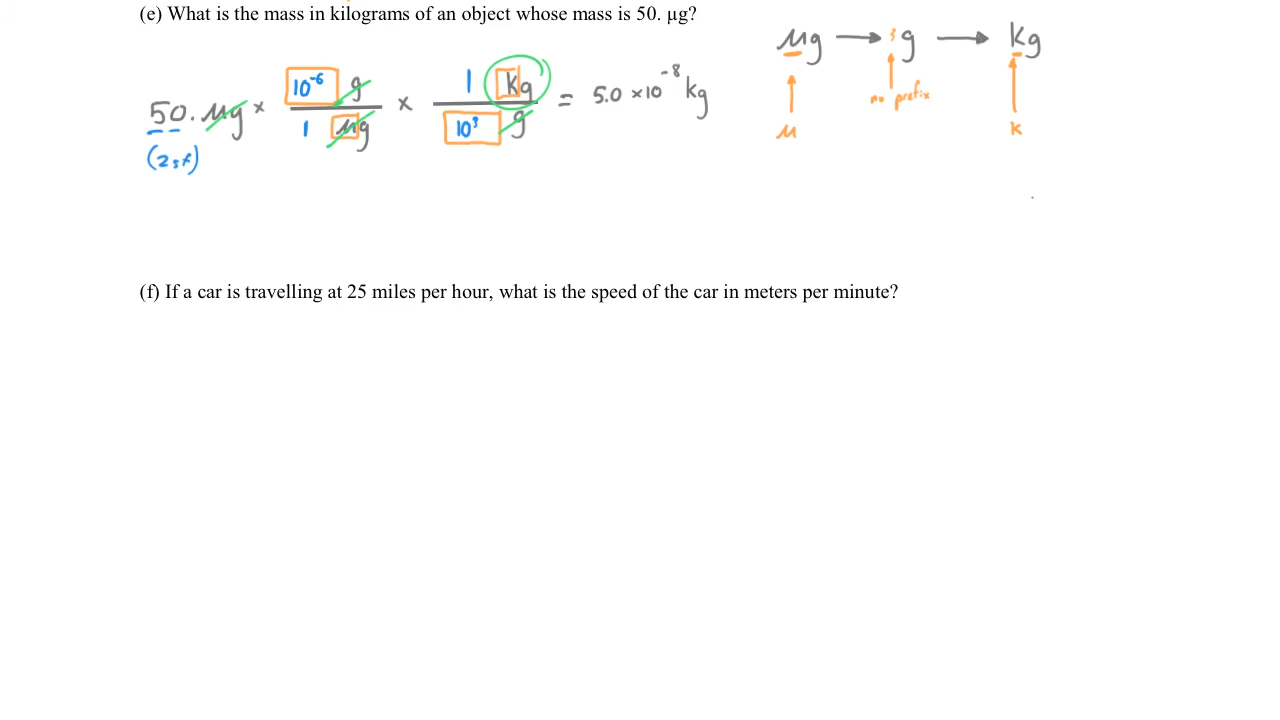 (e) What is the mass in kilograms of an object whose mass is 50. µg?
µg → g → kg
no prefix
µ k
50. µg × 10⁻⁶ g / 1 µg × 1 kg / 10³ g = 5.0 × 10⁻⁸ kg
(2sf)
(f) If a car is travelling at 25 miles per hour, what is the speed of the car in meters per minute?